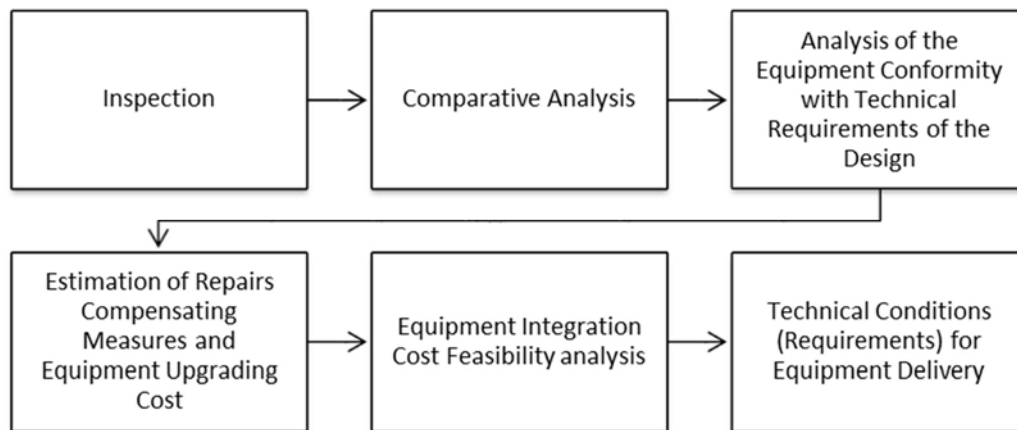 Inspection
Comparative Analysis
Analysis of the
Equipment Conformity
with Technical
Requirements of the
Design
Estimation of Repairs
Compensating
Measures and
Equipment Upgrading
Cost
Equipment Integration
Cost Feasibility analysis
Technical Conditions
(Requirements) for
Equipment Delivery